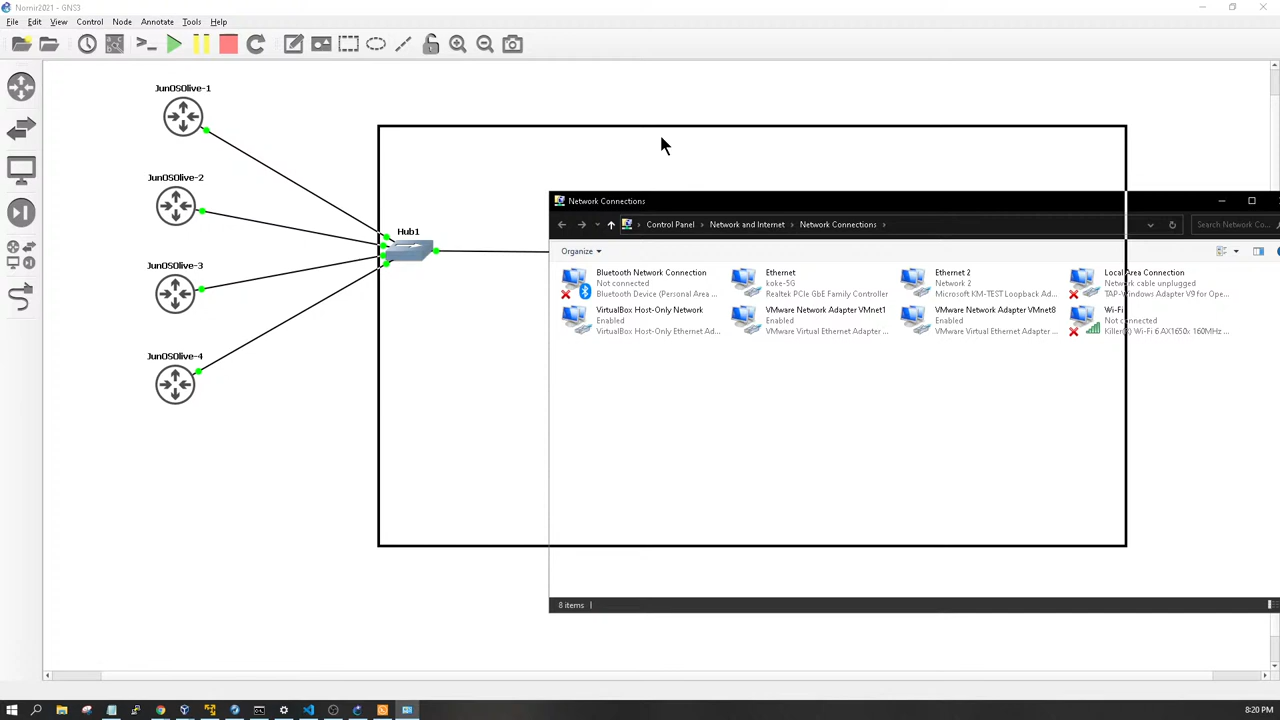 Nornir2021 - GNS3
File Edit View Control Node Annotate Tools Help
JunOSOlive-1
JunOSOlive-2
Hub1
JunOSOlive-3
JunOSOlive-4
Network Connections
Control Panel Network and Internet Network Connections
Search Network Co...
Organize
Bluetooth Network Connection
Not connected
Bluetooth Device (Personal Area ...
Ethernet
koke-5G
Realtek PCIe GbE Family Controller
Ethernet 2
Network 2
Microsoft KM-TEST Loopback Ad...
Local Area Connection
Network cable unplugged
TAP-Windows Adapter V9 for Ope...
VirtualBox Host-Only Network
Enabled
VirtualBox Host-Only Ethernet Ad...
VMware Network Adapter VMnet1
Enabled
VMware Virtual Ethernet Adapter ...
VMware Network Adapter VMnet8
Enabled
VMware Virtual Ethernet Adapter ...
Wi-Fi
Not connected
Killer(R) Wi-Fi 6 AX1650x 160MHz ...
8 items
8:20 PM